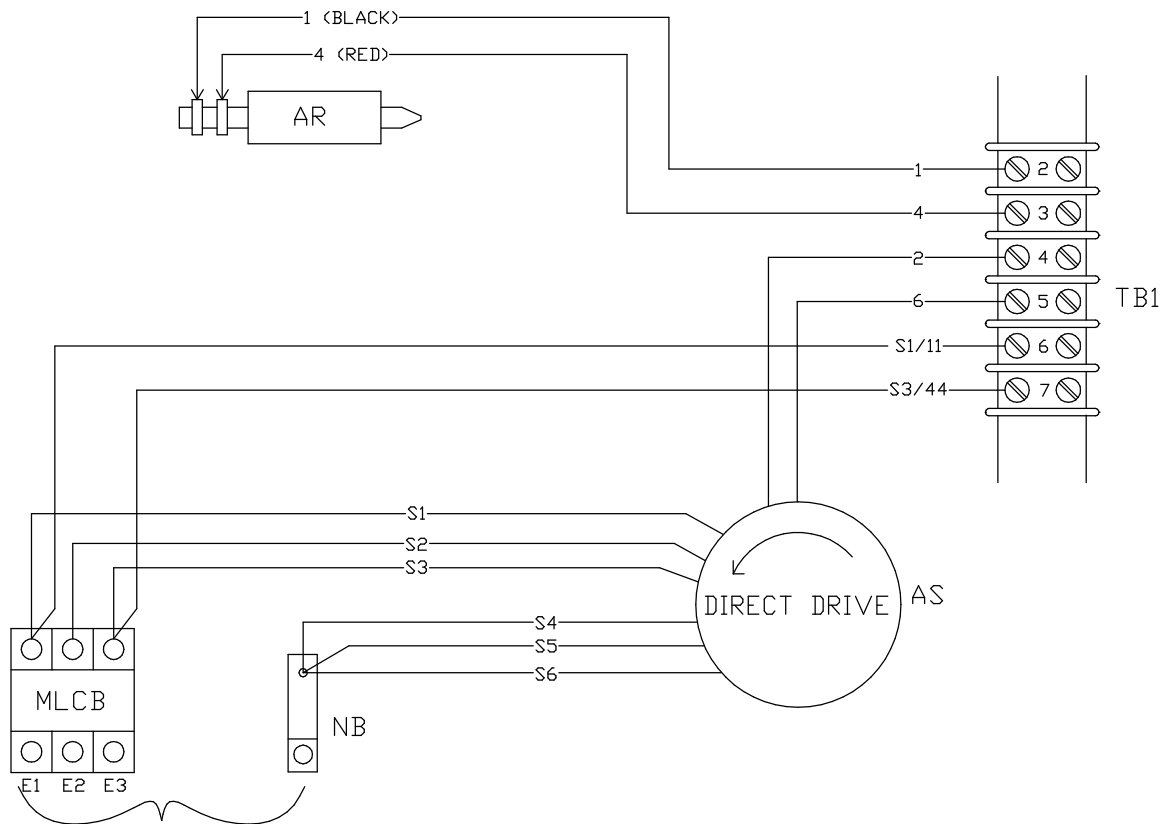 1 (BLACK)
4 (RED)
AR
1
2
4
3
2
4
6
5
TB1
S1/11
6
S3/44
7
S1
S2
S3
DIRECT DRIVE
AS
S4
S5
S6
MLCB
NB
E1 E2 E3